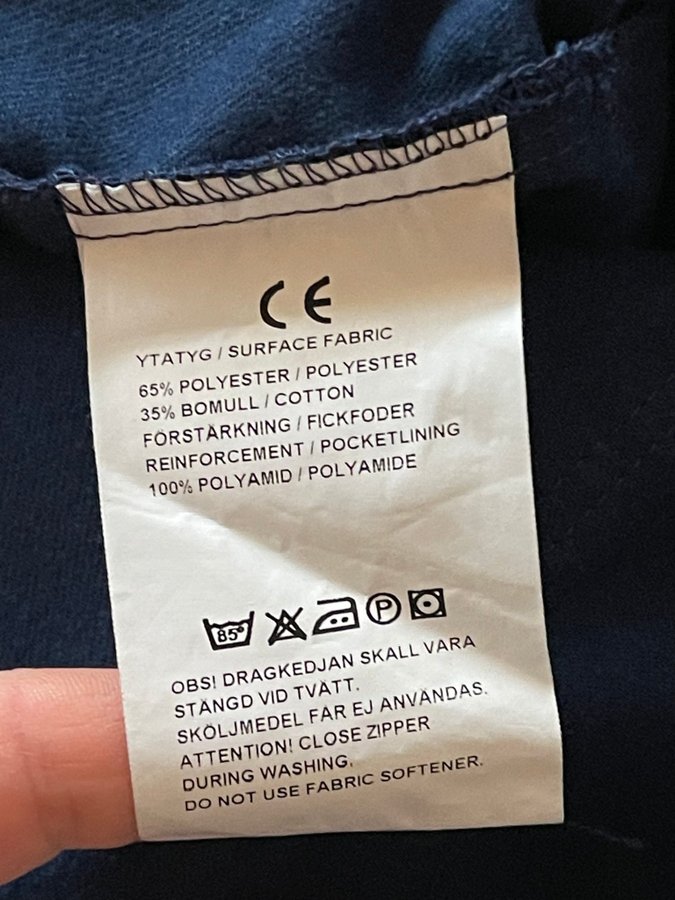 CE
YTATYG / SURFACE FABRIC
65% POLYESTER / POLYESTER
35% BOMULL / COTTON
FÖRSTÄRKNING / FICKFODER
REINFORCEMENT / POCKETLINING
100% POLYAMID / POLYAMIDE
85° P
OBS! DRAGKEDJAN SKALL VARA
STÄNGD VID TVÄTT.
SKÖLJMEDEL FÅR EJ ANVÄNDAS.
ATTENTION! CLOSE ZIPPER
DURING WASHING.
DO NOT USE FABRIC SOFTENER.